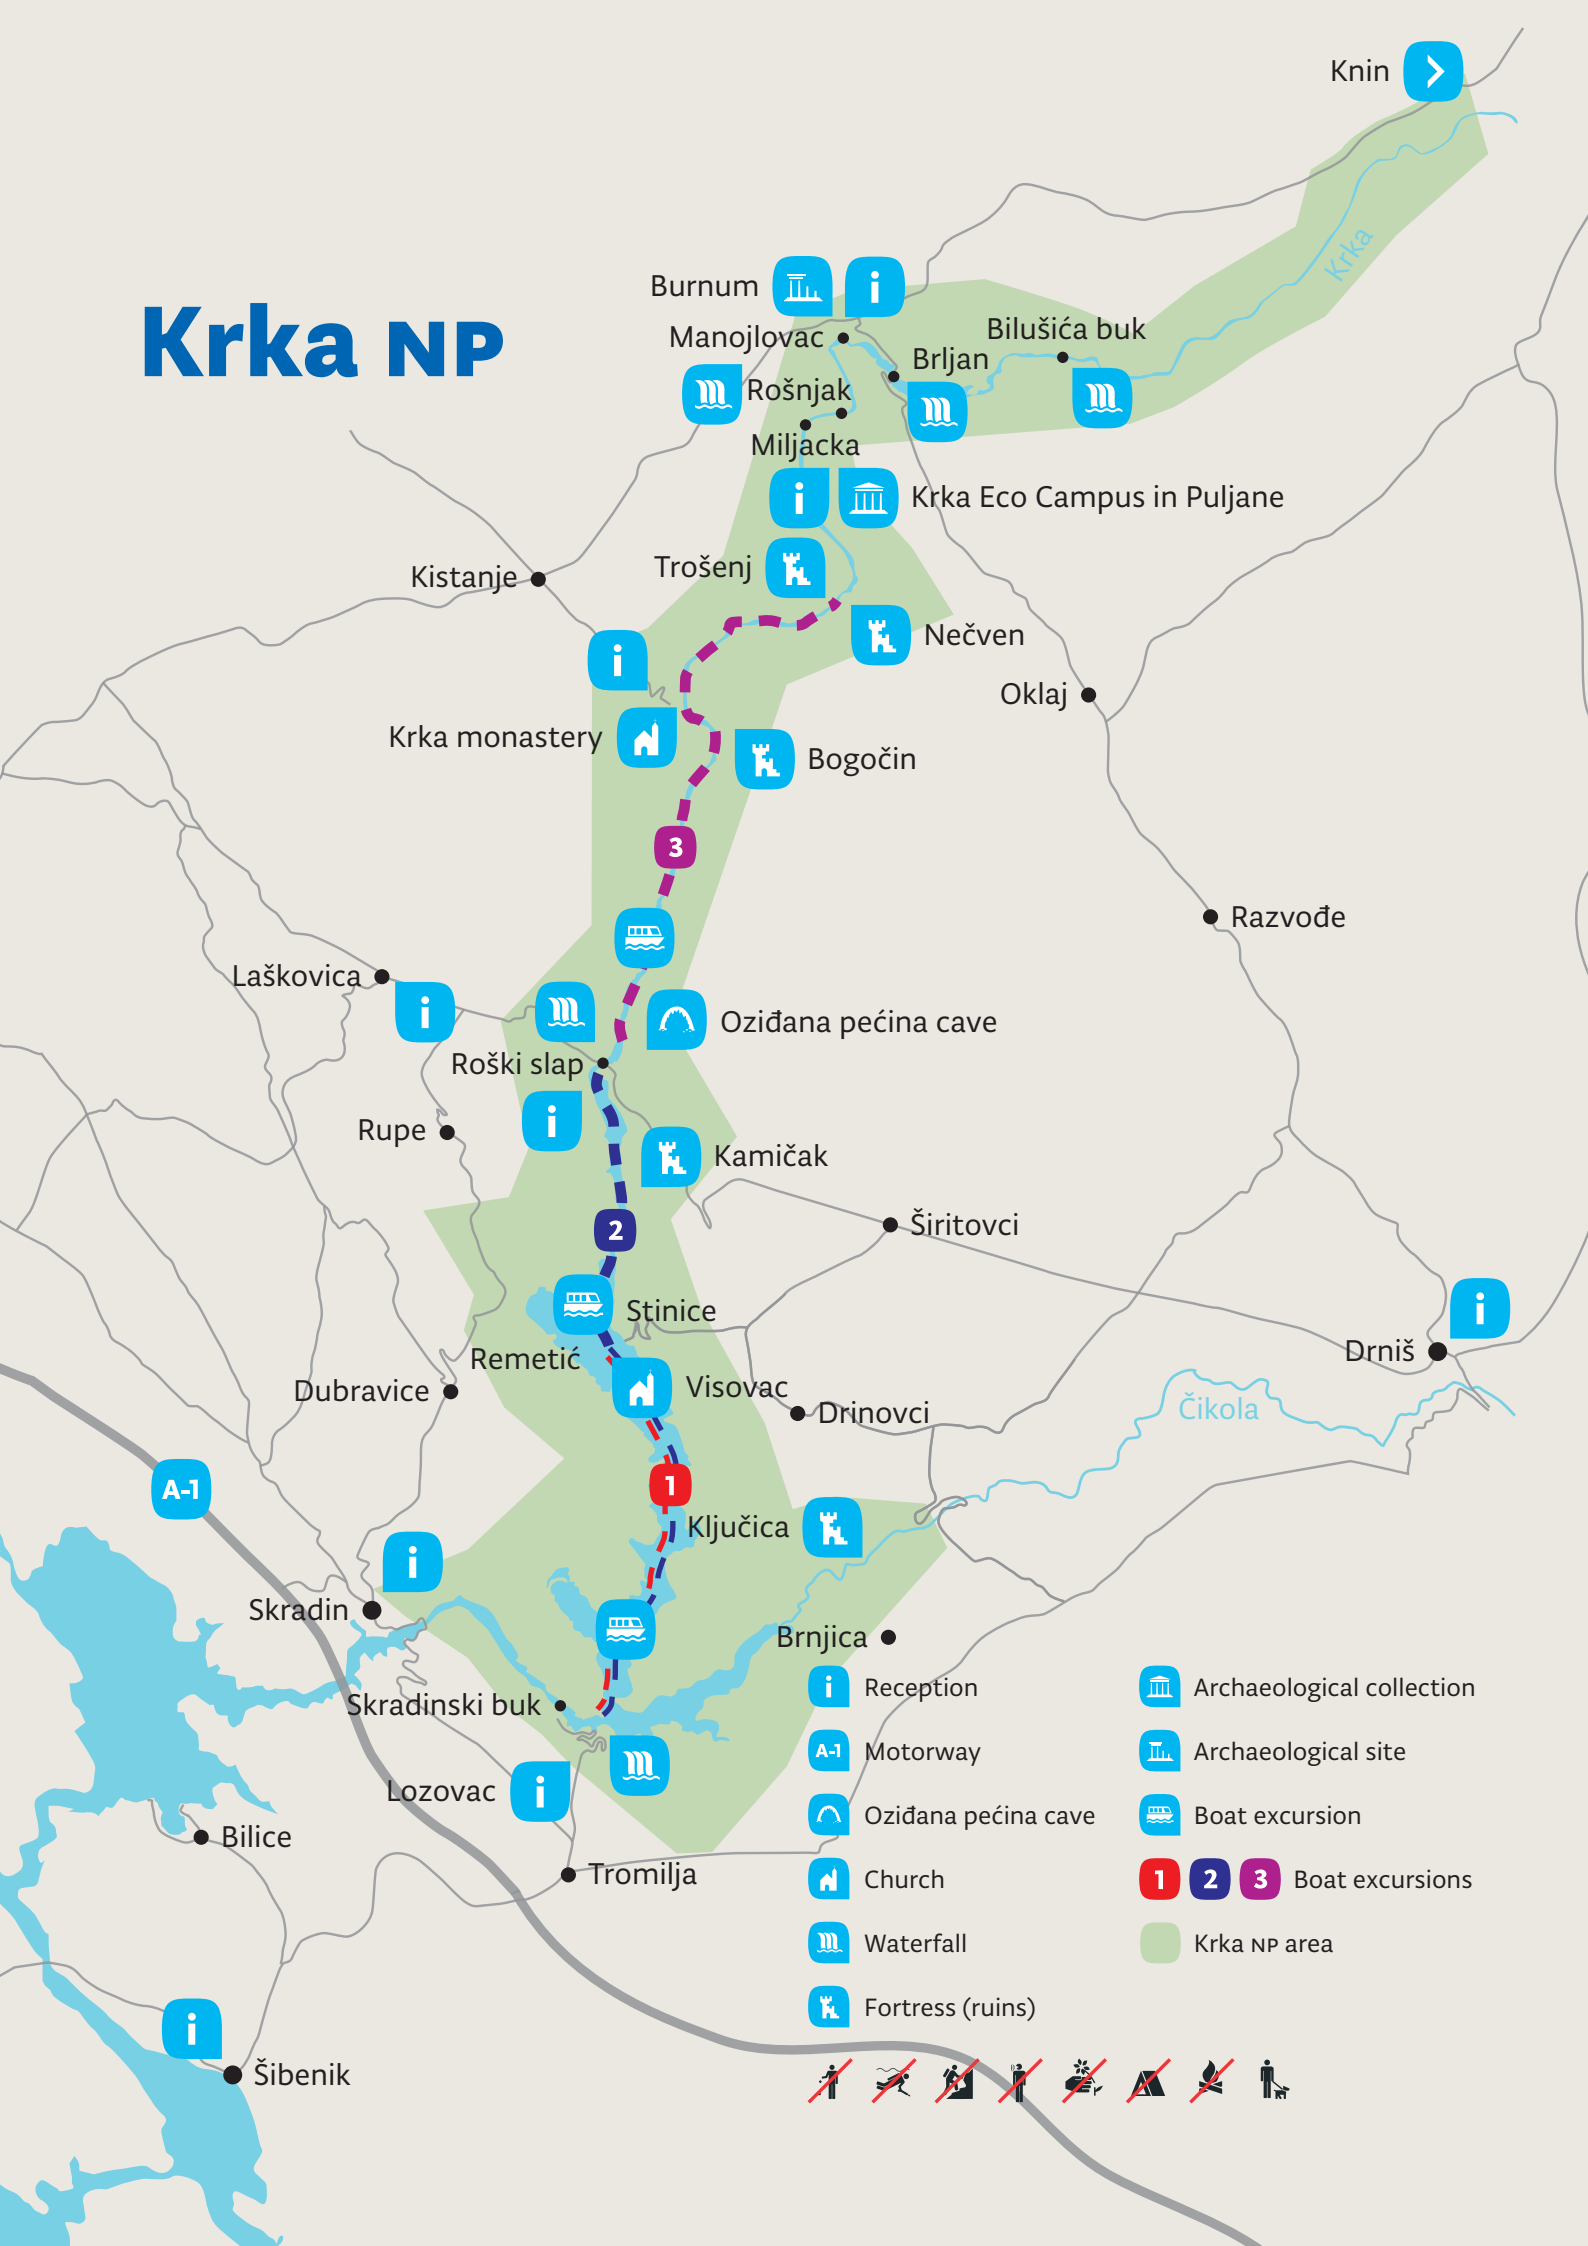 Knin
Krka
Burnum
i
Manojlovac
Bilušića buk
Krka NP
Brljan
Rošnjak
Miljacka
i
Krka Eco Campus in Puljane
Trošenj
Kistanje
Nečven
i
Oklaj
Krka monastery
Bogočin
3
Razvođe
Laškovica
i
Oziđana pećina cave
Roški slap
i
Rupe
Kamičak
2
Širitovci
i
Stinice
Drniš
Remetić
Visovac
Dubravice
Drinovci
Čikola
A-1
1
Ključica
i
Skradin
Brnjica
Skradinski buk
Lozovac
i
Bilice
Tromilja
i
Šibenik
i Reception
A-1 Motorway
Oziđana pećina cave
Church
Waterfall
Fortress (ruins)
Archaeological collection
Archaeological site
Boat excursion
1 2 3 Boat excursions
Krka NP area